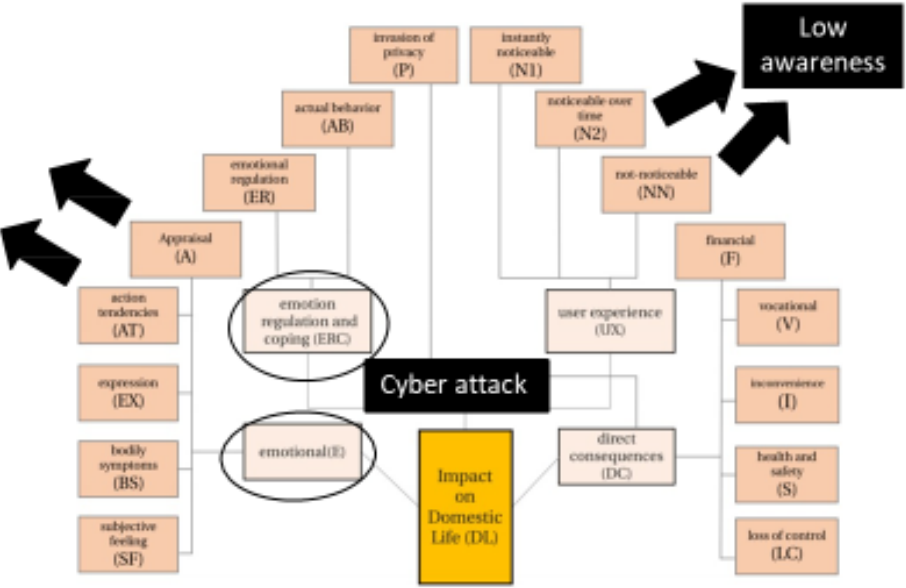 Low
awareness
invasion of
privacy
(P)
instantly
noticeable
(N1)
actual behavior
(AB)
noticeable over
time
(N2)
emotional
regulation
(ER)
not-noticeable
(NN)
Appraisal
(A)
financial
(F)
action
tendencies
(AT)
emotion
regulation and
coping (ERC)
user experience
(UX)
vocational
(V)
expression
(EX)
Cyber attack
inconvenience
(I)
bodily
symptoms
(BS)
emotional(E)
Impact
on
Domestic
Life (DL)
direct
consequences
(DC)
health and
safety
(S)
subjective
feeling
(SF)
loss of control
(LC)